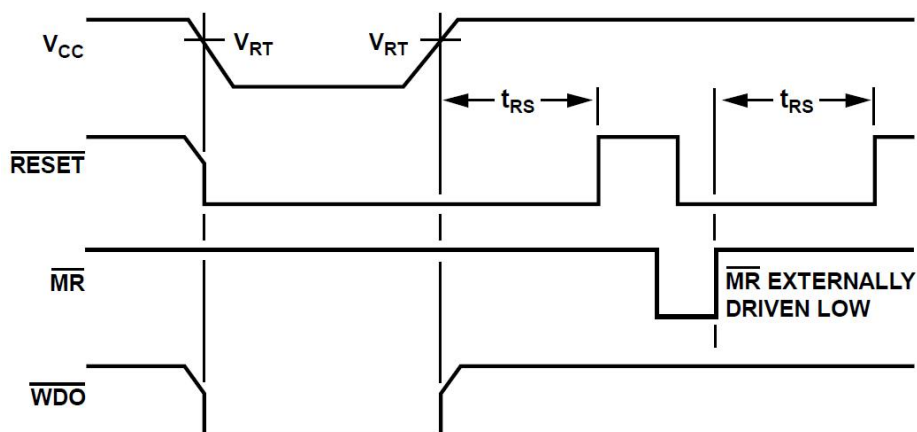 VCC
VRT
VRT
tRS
tRS
RESET
MR
MR EXTERNALLY
DRIVEN LOW
WDO